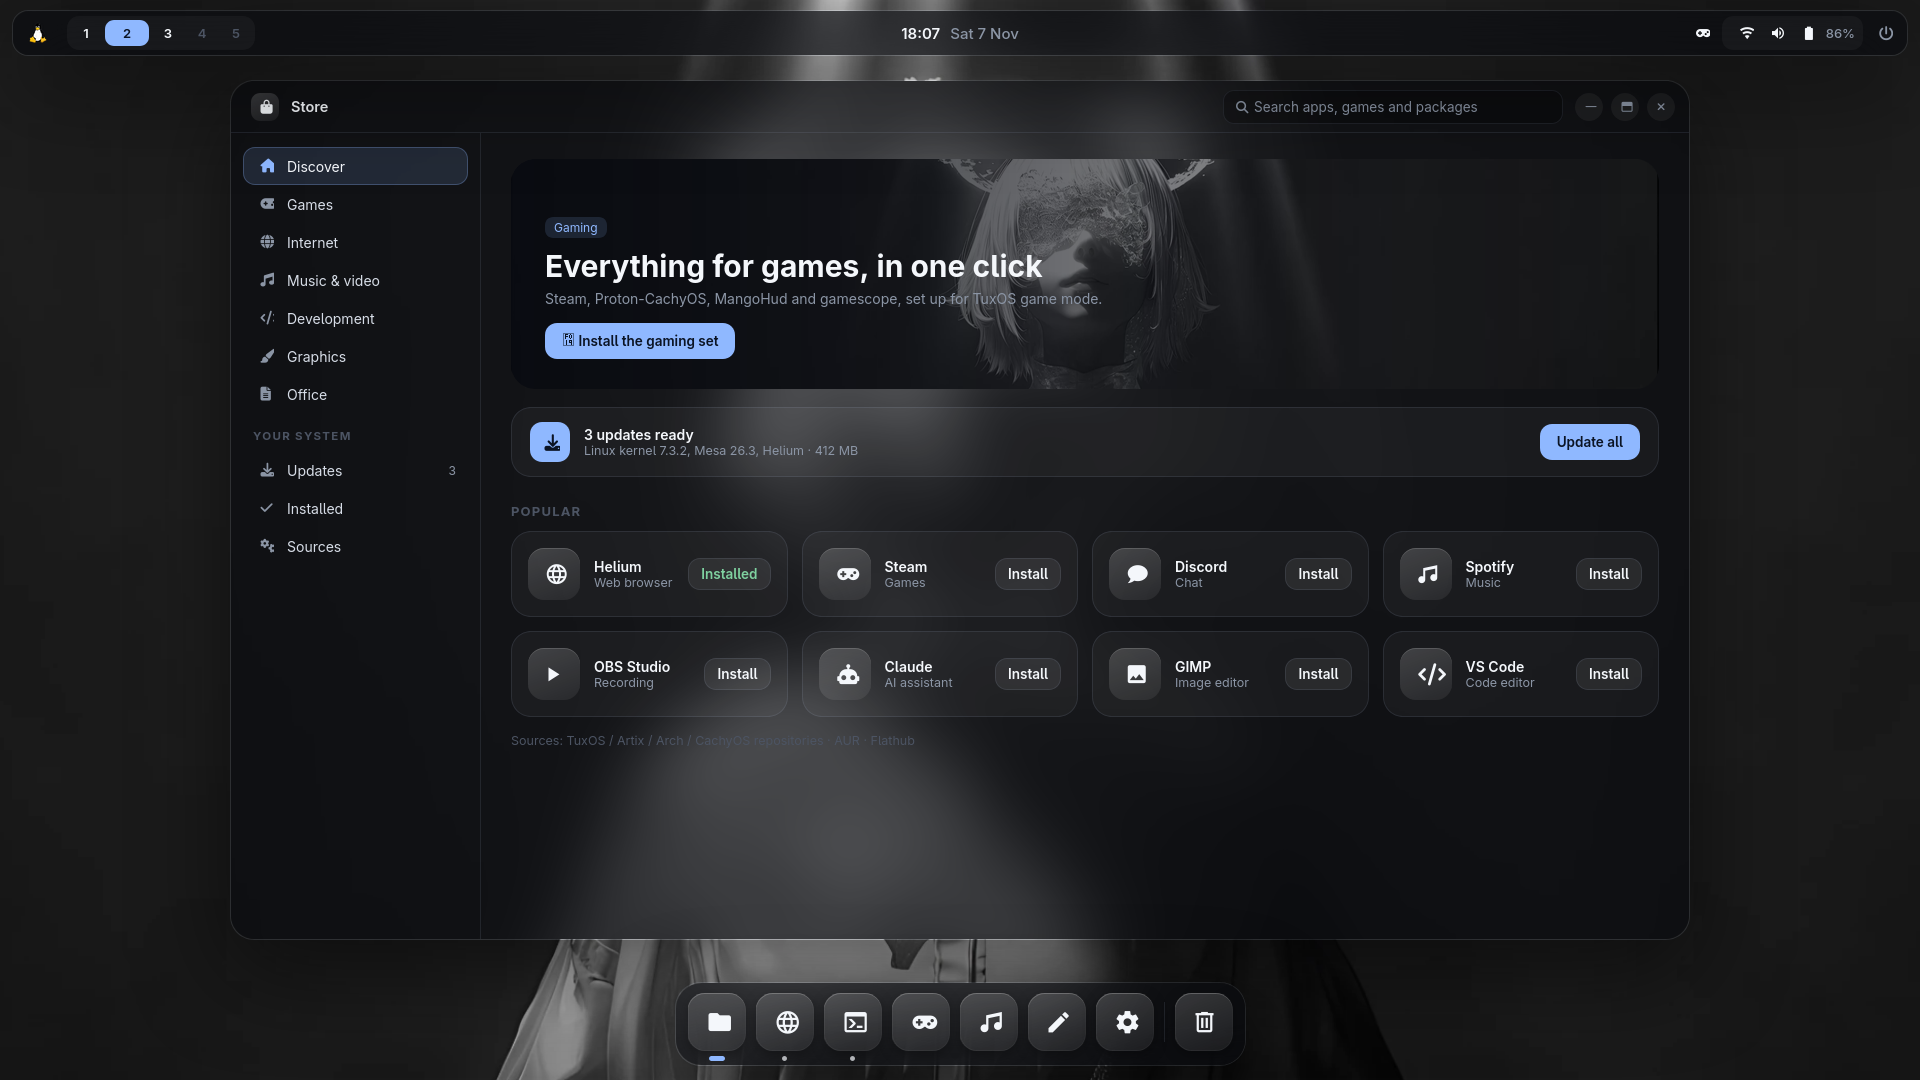 1 2 3 4 5
18:07 Sat 7 Nov
86%
Store
Search apps, games and packages
Discover
Games
Internet
Music & video
Development
Graphics
Office
YOUR SYSTEM
Updates 3
Installed
Sources
Gaming
Everything for games, in one click
Steam, Proton-CachyOS, MangoHud and gamescope, set up for TuxOS game mode.
Install the gaming set
3 updates ready
Linux kernel 7.3.2, Mesa 26.3, Helium · 412 MB
Update all
POPULAR
Helium
Web browser
Installed
Steam
Games
Install
Discord
Chat
Install
Spotify
Music
Install
OBS Studio
Recording
Install
Claude
AI assistant
Install
GIMP
Image editor
Install
VS Code
Code editor
Install
Sources: TuxOS / Artix / Arch / CachyOS repositories · AUR · Flathub